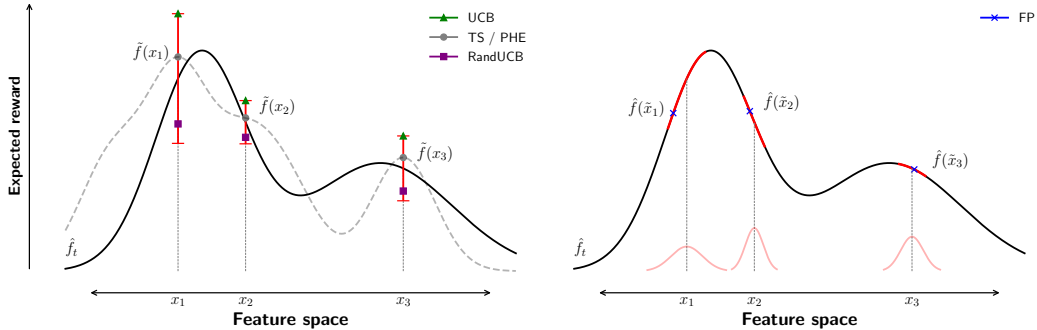 UCB
TS / PHE
RandUCB
f̃(x₁)
f̃(x₂)
f̃(x₃)
f̂ₜ
Expected reward
x₁
x₂
x₃
Feature space
FP
f̂(x̃₁)
f̂(x̃₂)
f̂(x̃₃)
f̂ₜ
x₁
x₂
x₃
Feature space